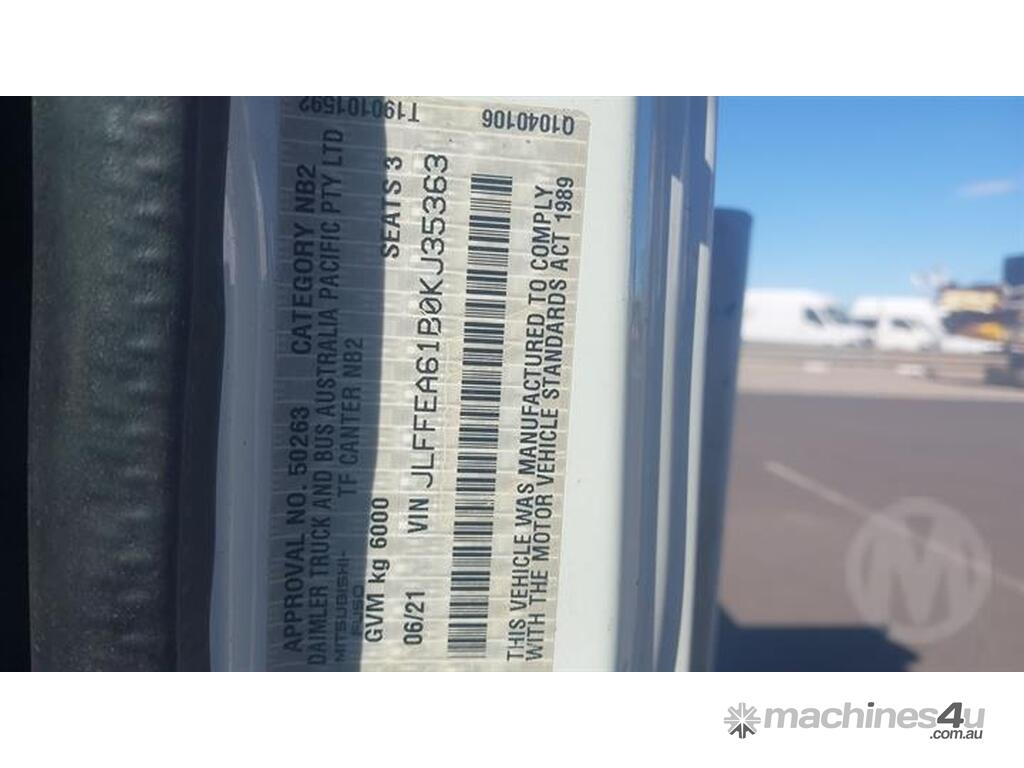 APPROVAL NO. 50263 CATEGORY NB2
DAIMLER TRUCK AND BUS AUSTRALIA PACIFIC PTY LTD
MITSUBISHI-
FUSO
TF CANTER NB2
GVM kg 6000 SEATS 3
06/21 VIN JLFFEA61B0KJ35363
THIS VEHICLE WAS MANUFACTURED TO COMPLY
WITH THE MOTOR VEHICLE STANDARDS ACT 1989
T190101592
Q1040106
M
machines4u
.com.au